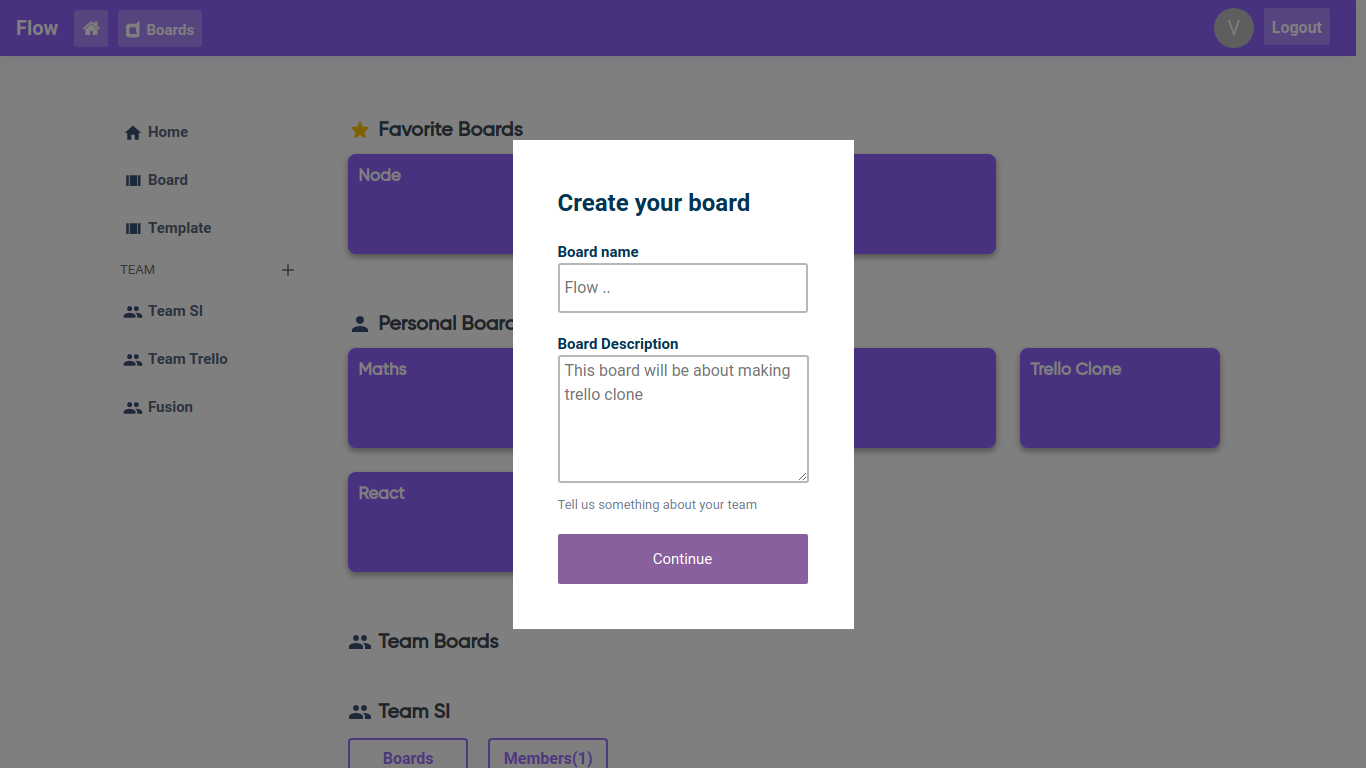 Flow
Boards
V
Logout
Home
Board
Template
TEAM
Team SI
Team Trello
Fusion
Favorite Boards
Node
Personal Boar
Maths
Trello Clone
React
Team Boards
Team SI
Boards
Members(1)
Create your board
Board name
Flow ..
Board Description
This board will be about making
trello clone
Tell us something about your team
Continue